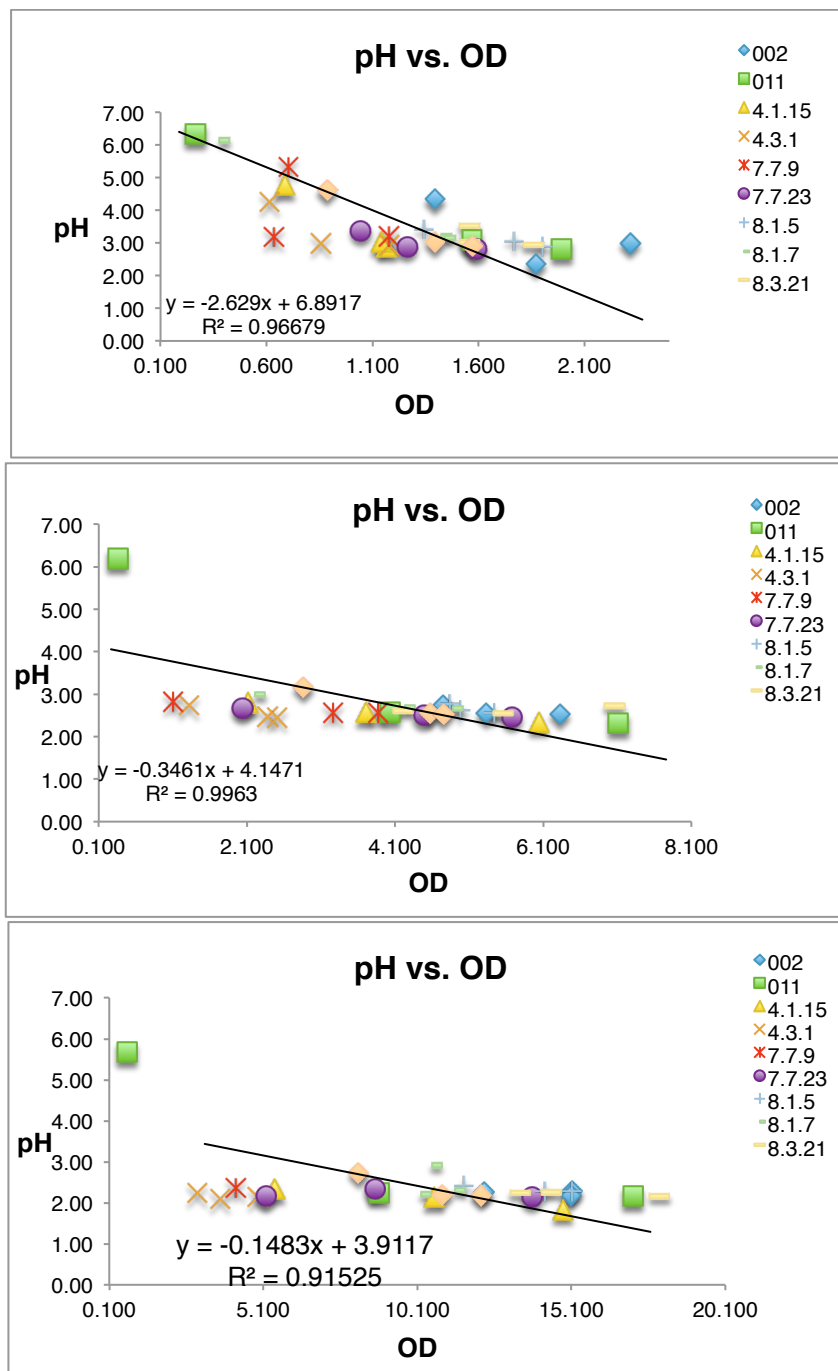 pH vs. OD
002
011
4.1.15
4.3.1
7.7.9
7.7.23
8.1.5
8.1.7
8.3.21
7.00
6.00
5.00
4.00
3.00
2.00
1.00
0.00
pH
y = -2.629x + 6.8917
R² = 0.96679
0.100 0.600 1.100 1.600 2.100
OD
pH vs. OD
002
011
4.1.15
4.3.1
7.7.9
7.7.23
8.1.5
8.1.7
8.3.21
7.00
6.00
5.00
4.00
3.00
2.00
1.00
0.00
pH
y = -0.3461x + 4.1471
R² = 0.9963
0.100 2.100 4.100 6.100 8.100
OD
pH vs. OD
002
011
4.1.15
4.3.1
7.7.9
7.7.23
8.1.5
8.1.7
8.3.21
7.00
6.00
5.00
4.00
3.00
2.00
1.00
0.00
pH
y = -0.1483x + 3.9117
R² = 0.91525
0.100 5.100 10.100 15.100 20.100
OD